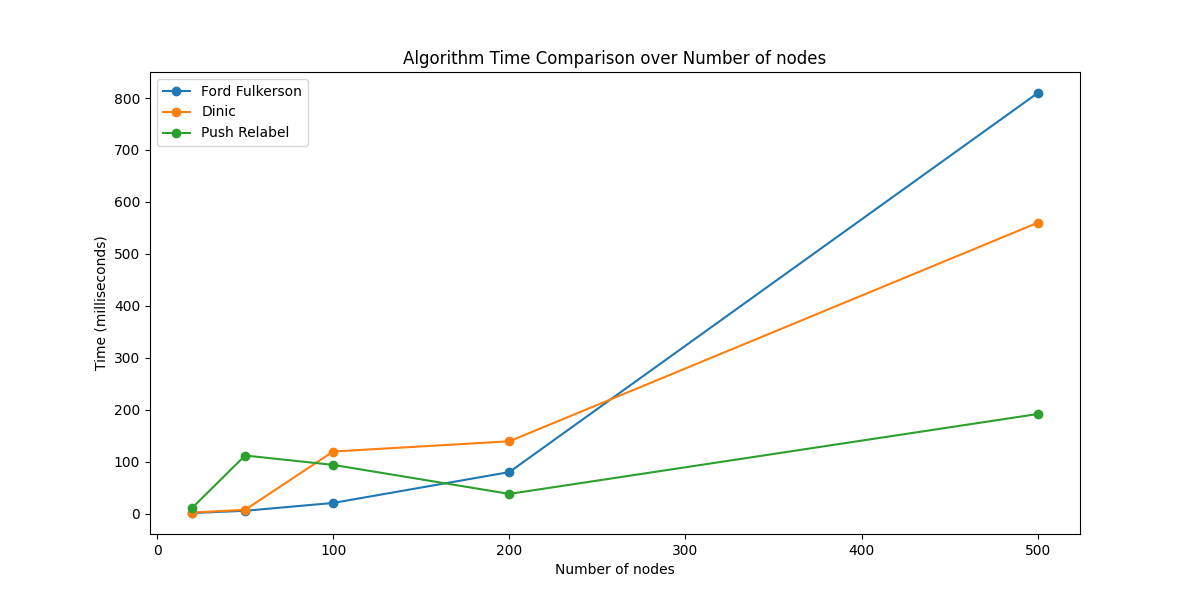 Algorithm Time Comparison over Number of nodes
Ford Fulkerson
Dinic
Push Relabel
Time (milliseconds)
800
700
600
500
400
300
200
100
0
0 100 200 300 400 500
Number of nodes